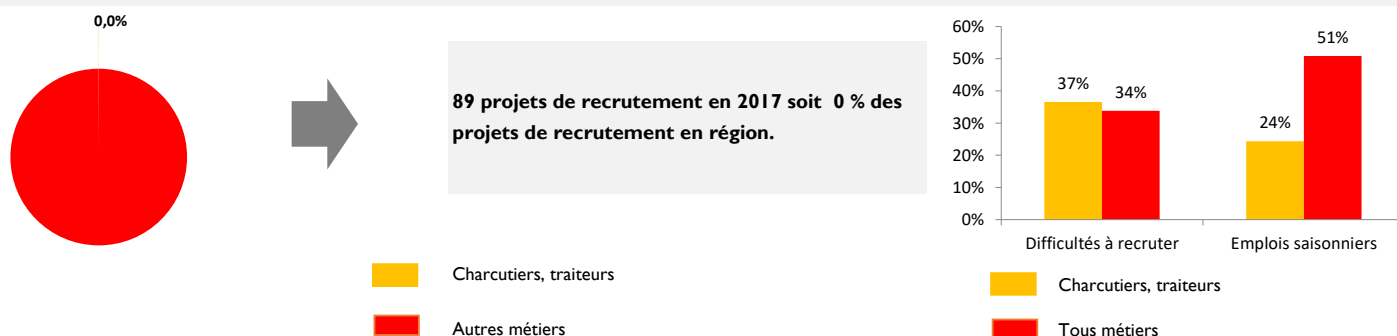 0,0%
89 projets de recrutement en 2017 soit 0 % des
projets de recrutement en région.
Charcutiers, traiteurs
Autres métiers
60%
50%
40%
30%
20%
10%
0%
37%
34%
24%
51%
Difficultés à recruter
Emplois saisonniers
Charcutiers, traiteurs
Tous métiers